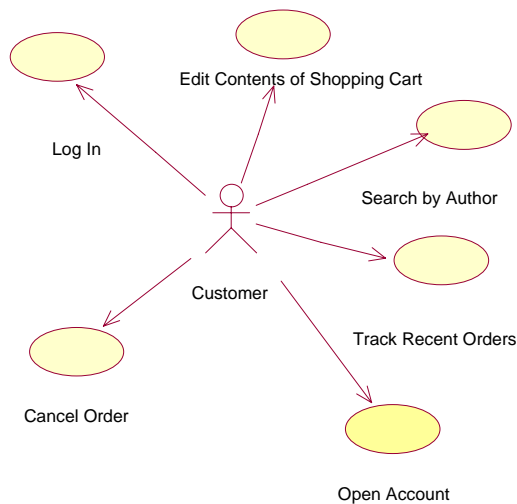 Edit Contents of Shopping Cart
Log In
Search by Author
Customer
Track Recent Orders
Cancel Order
Open Account